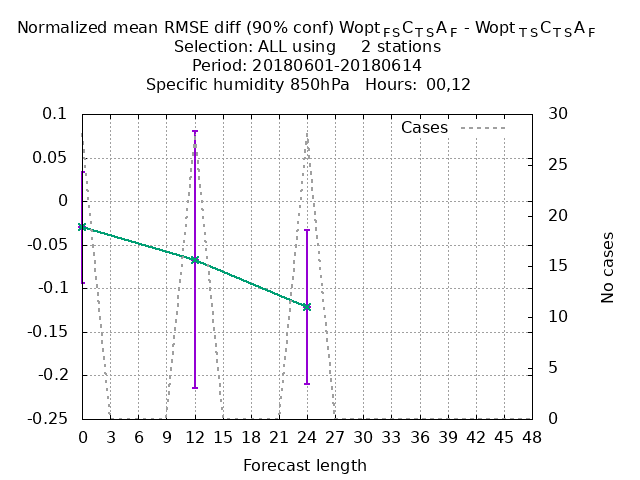 Normalized mean RMSE diff (90% conf) Wopt FS C TS A F - Wopt TS C TS A F
Selection: ALL using 2 stations
Period: 20180601-20180614
Specific humidity 850hPa Hours: 00,12
Cases
0.1
0.05
0
-0.05
-0.1
-0.15
-0.2
-0.25
30
25
20
15
10
5
0
No cases
0 3 6 9 12 15 18 21 24 27 30 33 36 39 42 45 48
Forecast length